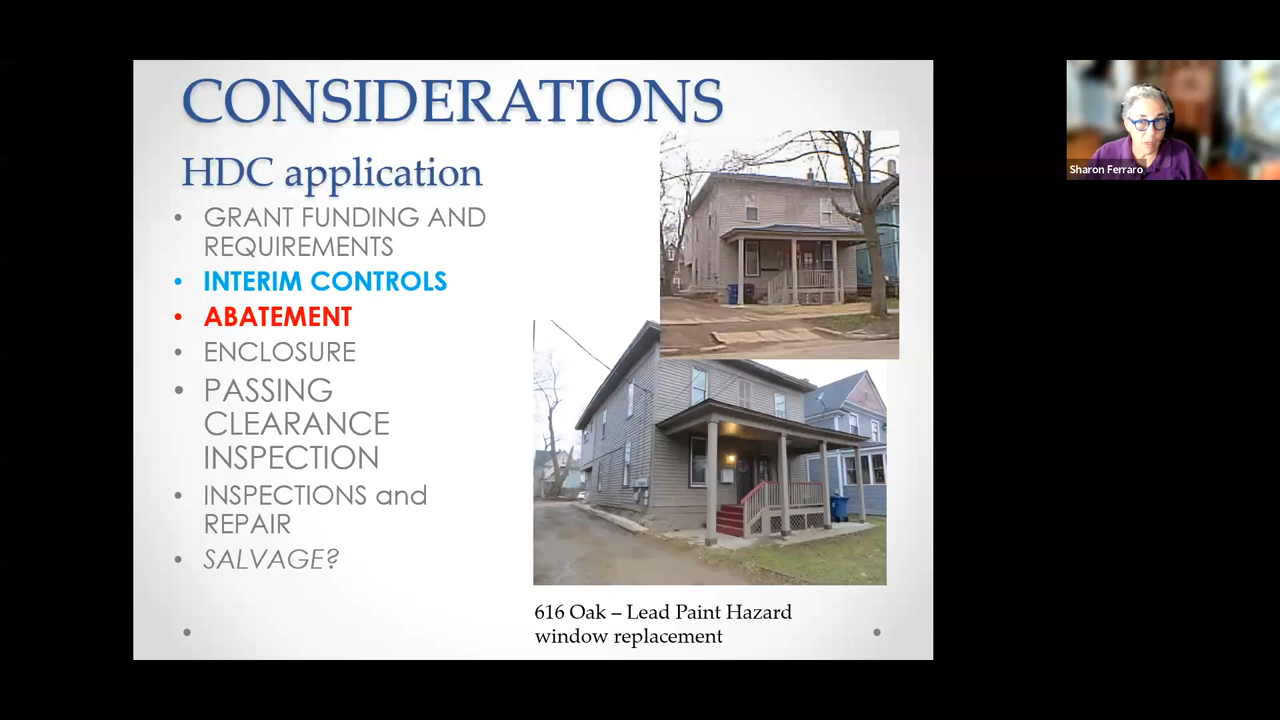 CONSIDERATIONS
HDC application
• GRANT FUNDING AND
REQUIREMENTS
• INTERIM CONTROLS
• ABATEMENT
• ENCLOSURE
• PASSING
CLEARANCE
INSPECTION
• INSPECTIONS and
REPAIR
• SALVAGE?
616 Oak – Lead Paint Hazard
window replacement
Sharon Ferraro